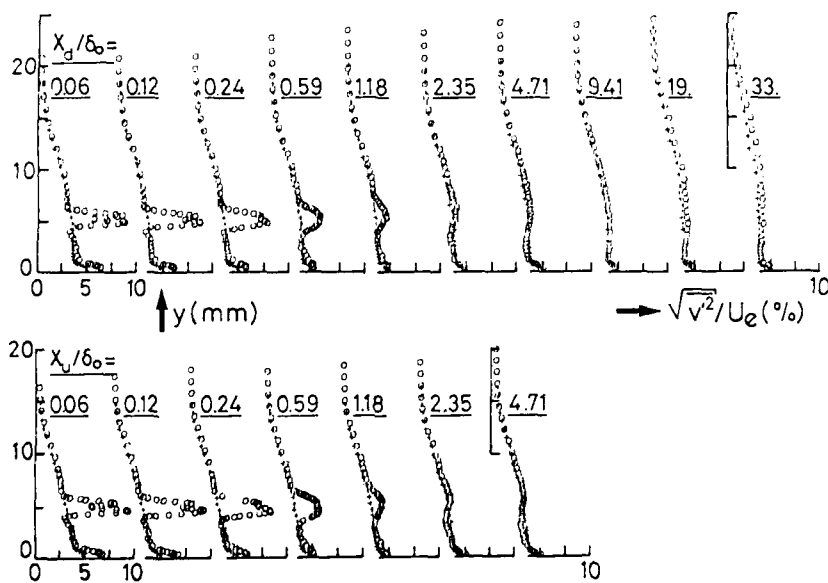 20
X_d/δ_o=
0.06 0.12 0.24 0.59 1.18 2.35 4.71 9.41 19. 33.
10
0
0 5 10 10
y(mm) √v'²/U_e(%)
20
X_u/δ_o=
0.06 0.12 0.24 0.59 1.18 2.35 4.71
10
0
0 5 10 10